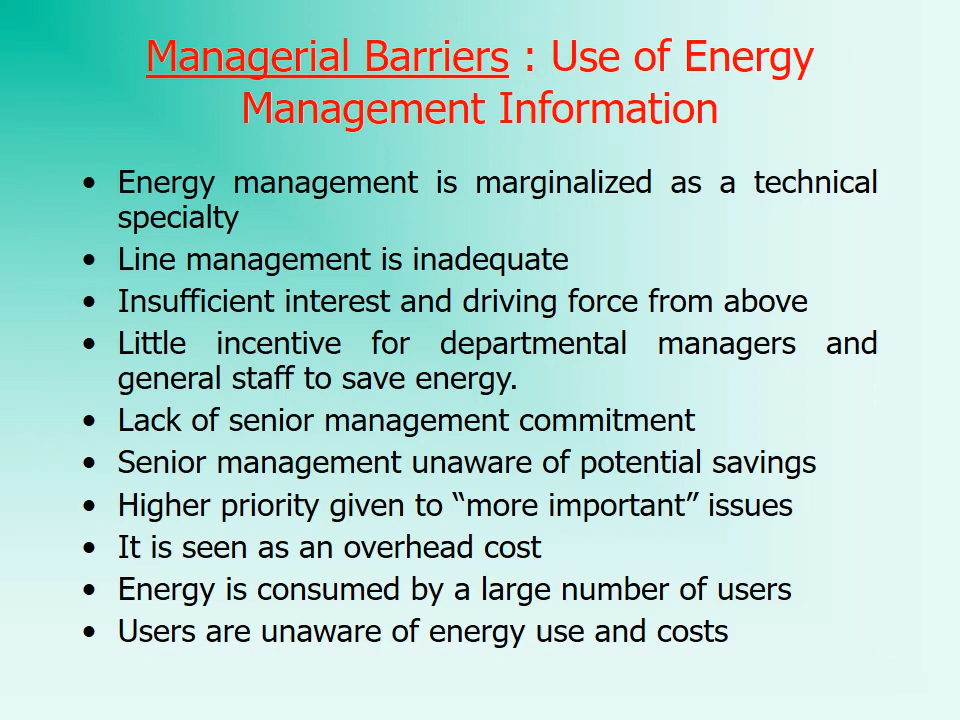 Managerial Barriers : Use of Energy
Management Information
• Energy management is marginalized as a technical
specialty
• Line management is inadequate
• Insufficient interest and driving force from above
• Little incentive for departmental managers and
general staff to save energy.
• Lack of senior management commitment
• Senior management unaware of potential savings
• Higher priority given to “more important” issues
• It is seen as an overhead cost
• Energy is consumed by a large number of users
• Users are unaware of energy use and costs